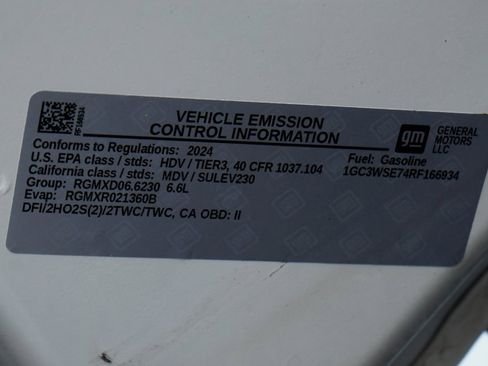 VEHICLE EMISSION
CONTROL INFORMATION
gm
GENERAL
MOTORS
LLC
Conforms to Regulations: 2024
U.S. EPA class / stds: HDV / TIER3, 40 CFR 1037.104
Fuel: Gasoline
California class / stds: MDV / SULEV230
1GC3WSE74RF166934
Group: RGMXD06.6230 6.6L
Evap: RGMXR021360B
DFI/2HO2S(2)/2TWC/TWC, CA OBD: II